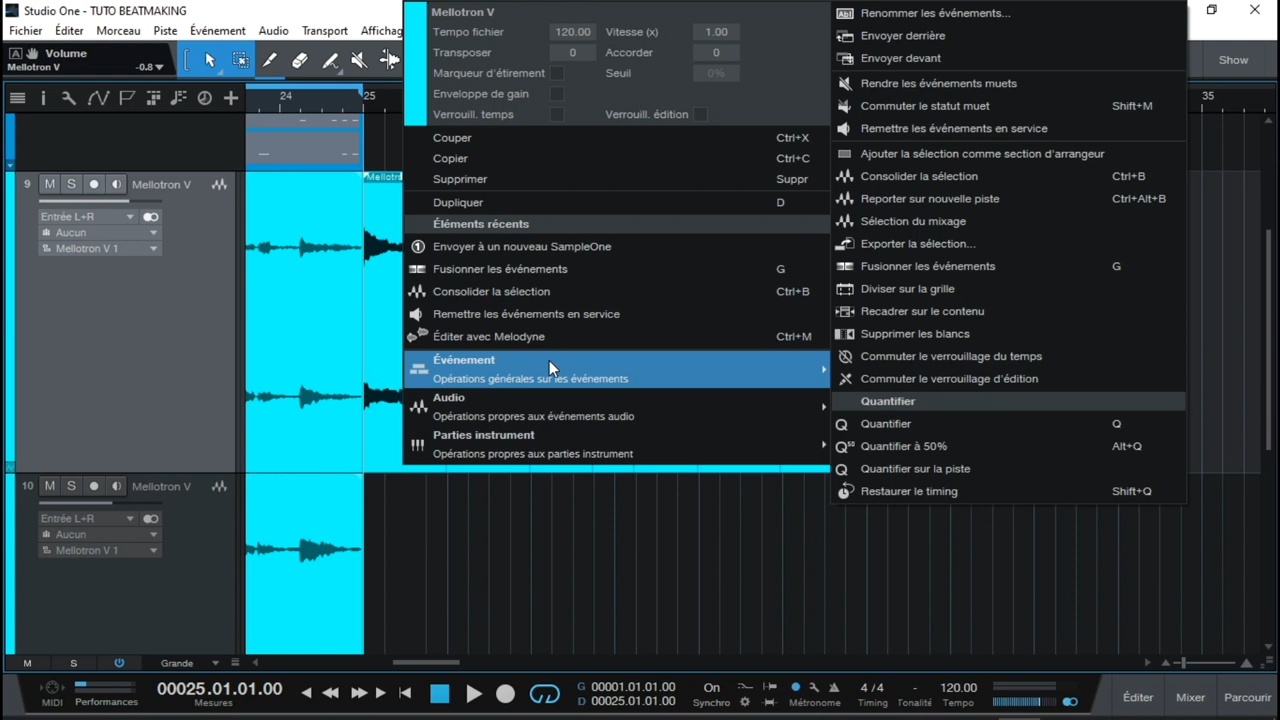 Studio One - TUTO BEATMAKING
Fichier Éditer Morceau Piste Événement Audio Transport Affichag
Volume
Mellotron V -0.8
Show
24 25 35
9 M S Mellotron V
Entrée L+R
Aucun
Mellotron V 1
Mellotro
10 M S Mellotron V
Entrée L+R
Aucun
Mellotron V 1
Mellotron V
Tempo fichier 120.00 Vitesse (x) 1.00
Transposer 0 Accorder 0
Marqueur d'étirement Seuil 0%
Enveloppe de gain
Verrouill. temps Verrouill. édition
Couper Ctrl+X
Copier Ctrl+C
Supprimer Suppr
Dupliquer D
Éléments récents
Envoyer à un nouveau SampleOne
Fusionner les événements G
Consolider la sélection Ctrl+B
Remettre les événements en service
Éditer avec Melodyne Ctrl+M
Événement
Opérations générales sur les événements
Audio
Opérations propres aux événements audio
Parties instrument
Opérations propres aux parties instrument
Renommer les événements...
Envoyer derrière
Envoyer devant
Rendre les événements muets
Commuter le statut muet Shift+M
Remettre les événements en service
Ajouter la sélection comme section d'arrangeur
Consolider la sélection Ctrl+B
Reporter sur nouvelle piste Ctrl+Alt+B
Sélection du mixage
Exporter la sélection...
Fusionner les événements G
Diviser sur la grille
Recadrer sur le contenu
Supprimer les blancs
Commuter le verrouillage du temps
Commuter le verrouillage d'édition
Quantifier
Quantifier Q
Quantifier à 50% Alt+Q
Quantifier sur la piste
Restaurer le timing Shift+Q
M S Grande
MIDI Performances 00025.01.01.00 Mesures
G 00001.01.01.00
D 00025.01.01.00
On Synchro Métronome 4 / 4 Timing - Tonalité 120.00 Tempo
Éditer Mixer Parcourir